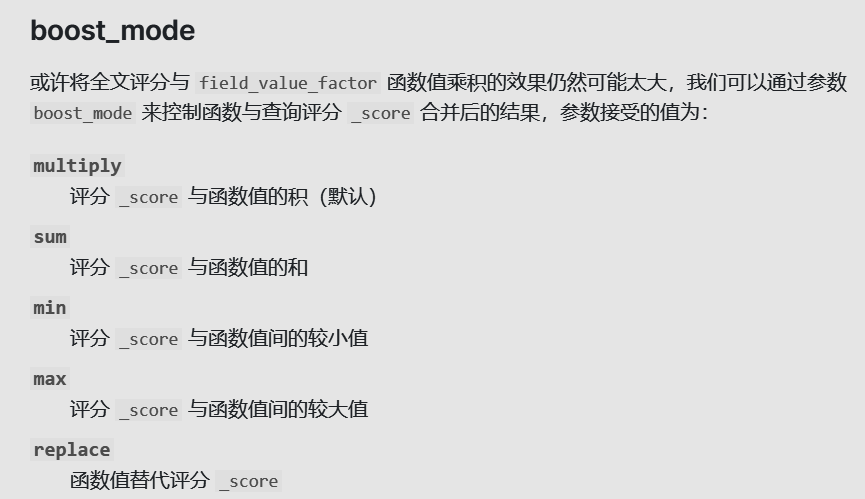 boost_mode
或许将全文评分与 field_value_factor 函数值乘积的效果仍然可能太大，我们可以通过参数
boost_mode 来控制函数与查询评分 _score 合并后的结果，参数接受的值为：
multiply
评分 _score 与函数值的积（默认）
sum
评分 _score 与函数值的和
min
评分 _score 与函数值间的较小值
max
评分 _score 与函数值间的较大值
replace
函数值替代评分 _score